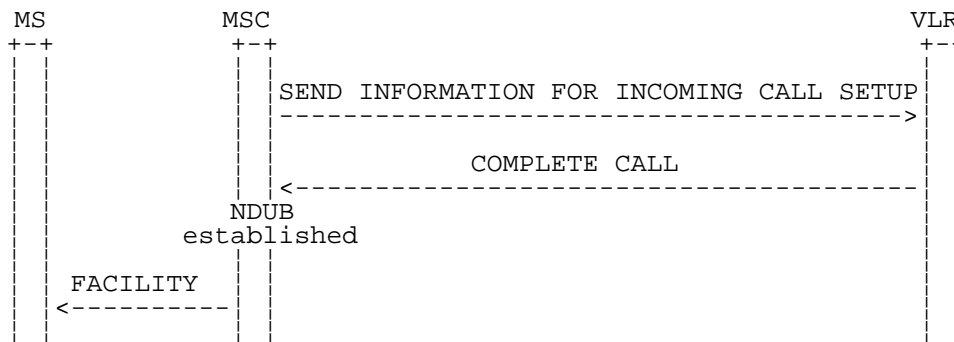 MS MSC VLR
SEND INFORMATION FOR INCOMING CALL SETUP
COMPLETE CALL
NDUB
established
FACILITY